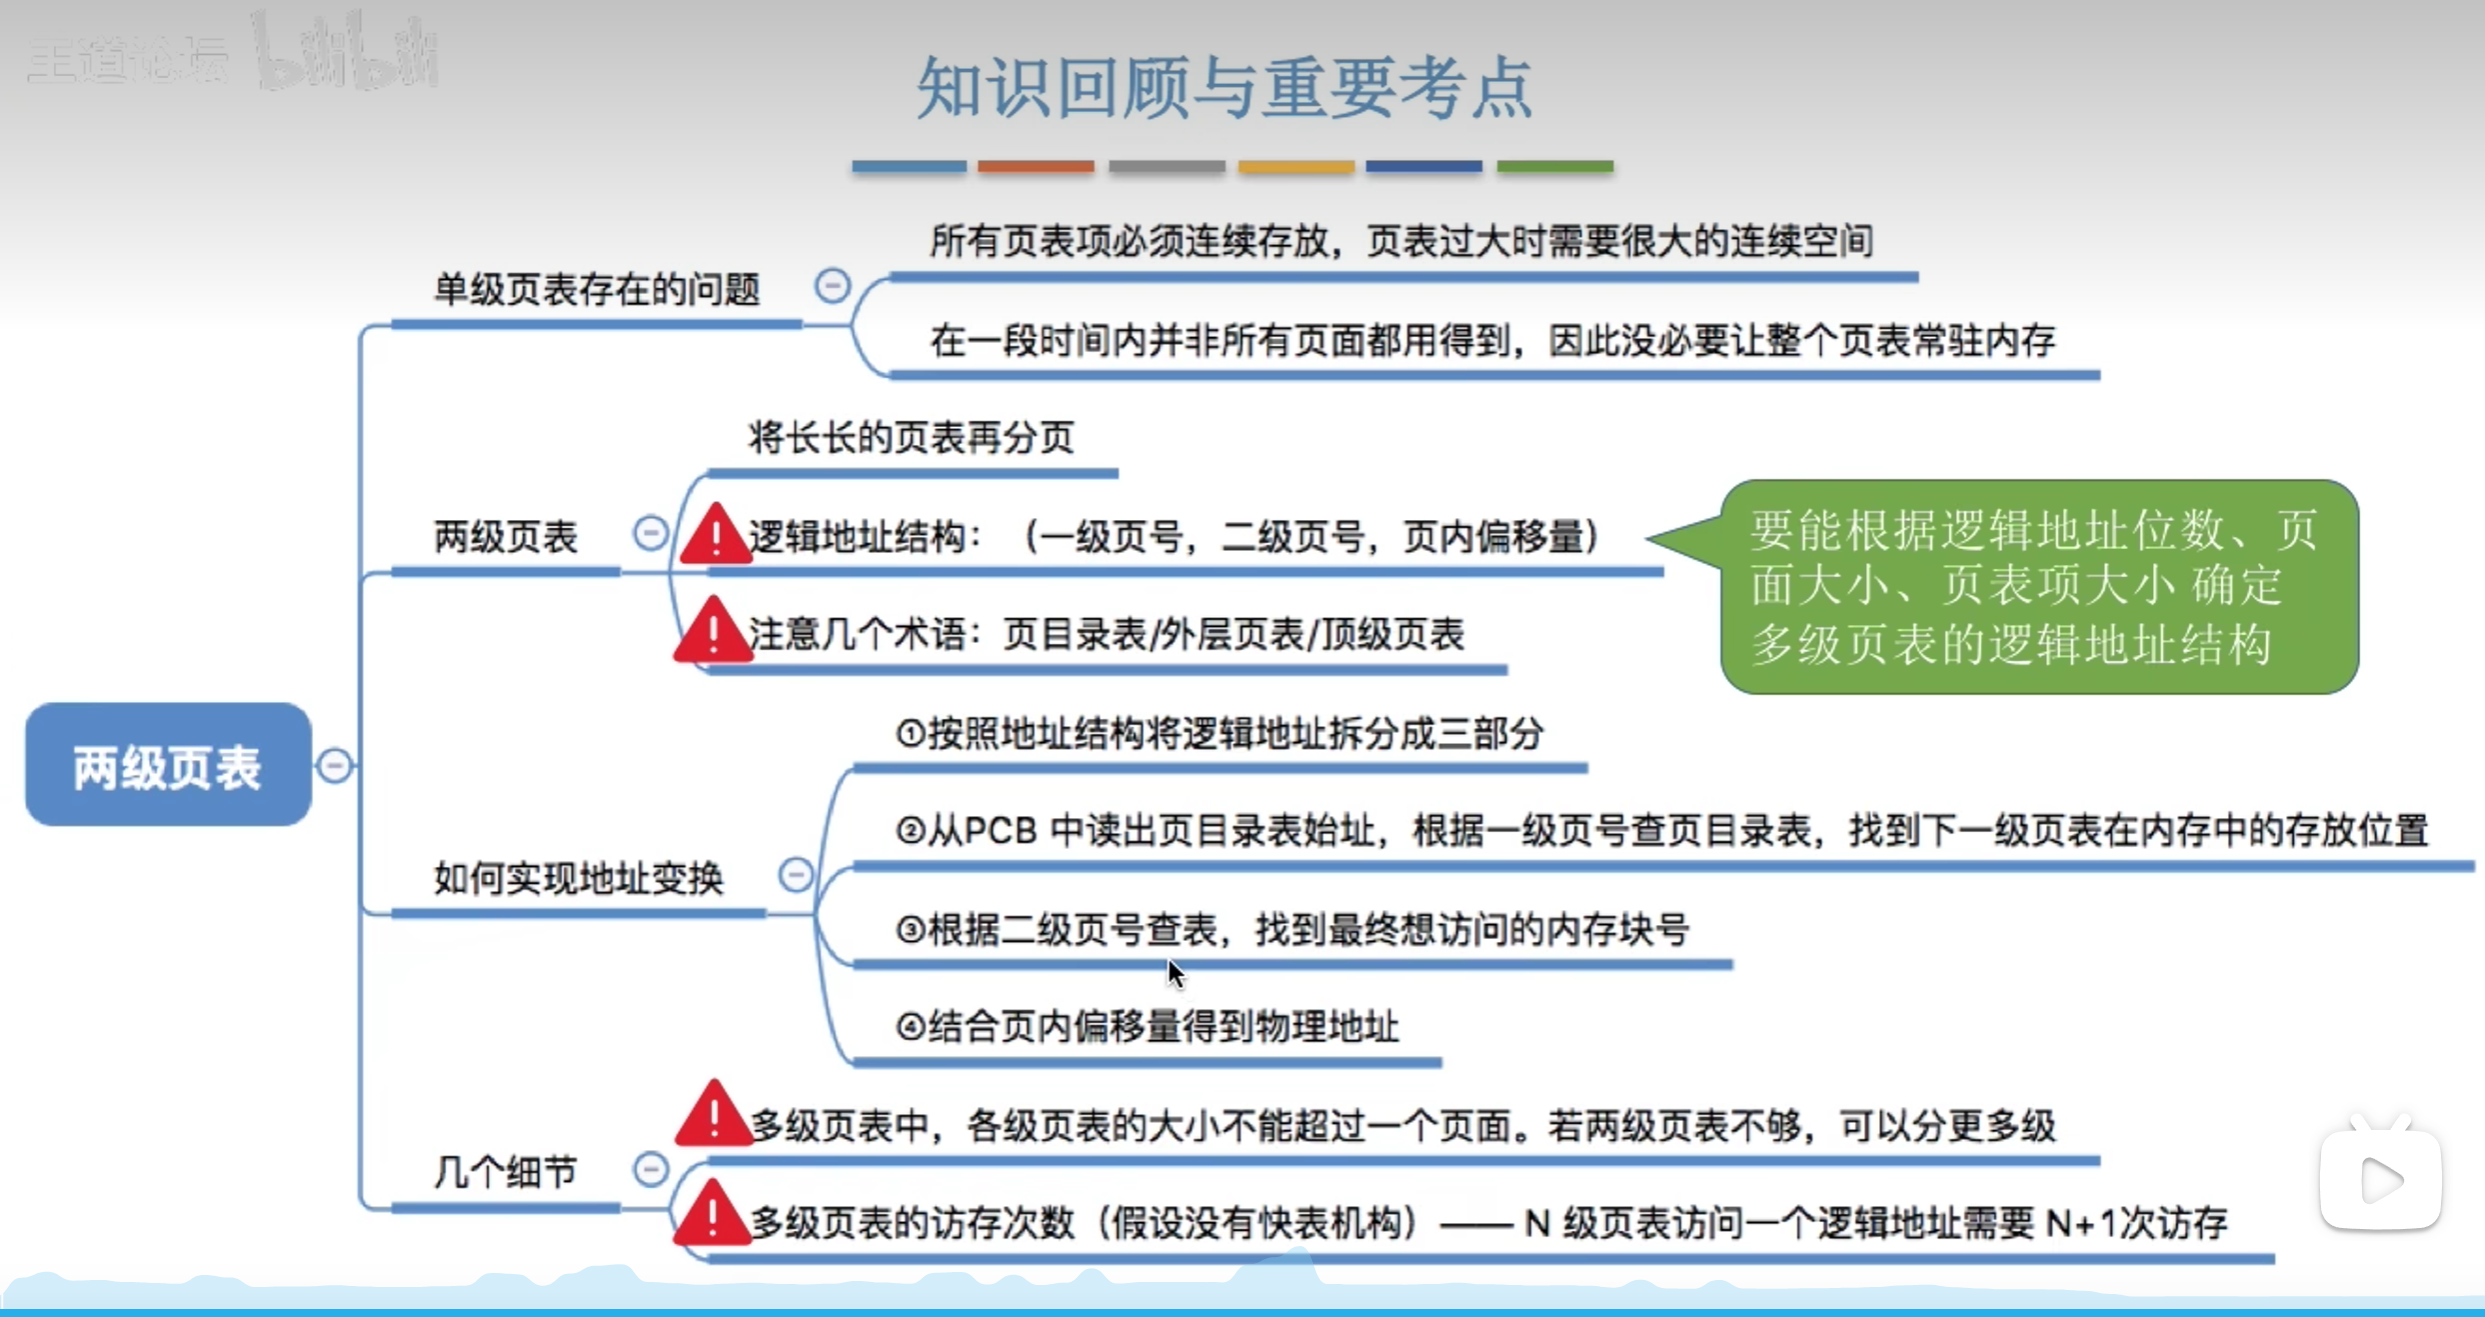 王道论坛 bilibili
知识回顾与重要考点
所有页表项必须连续存放，页表过大时需要很大的连续空间
单级页表存在的问题
在一段时间内并非所有页面都用得到，因此没必要让整个页表常驻内存
将长长的页表再分页
两级页表
逻辑地址结构：（一级页号，二级页号，页内偏移量）
要能根据逻辑地址位数、页
面大小、页表项大小 确定
多级页表的逻辑地址结构
注意几个术语：页目录表/外层页表/顶级页表
两级页表
①按照地址结构将逻辑地址拆分成三部分
②从PCB 中读出页目录表始址，根据一级页号查页目录表，找到下一级页表在内存中的存放位置
如何实现地址变换
③根据二级页号查表，找到最终想访问的内存块号
④结合页内偏移量得到物理地址
多级页表中，各级页表的大小不能超过一个页面。若两级页表不够，可以分更多级
几个细节
多级页表的访存次数（假设没有快表机构）—— N 级页表访问一个逻辑地址需要 N+1次访存